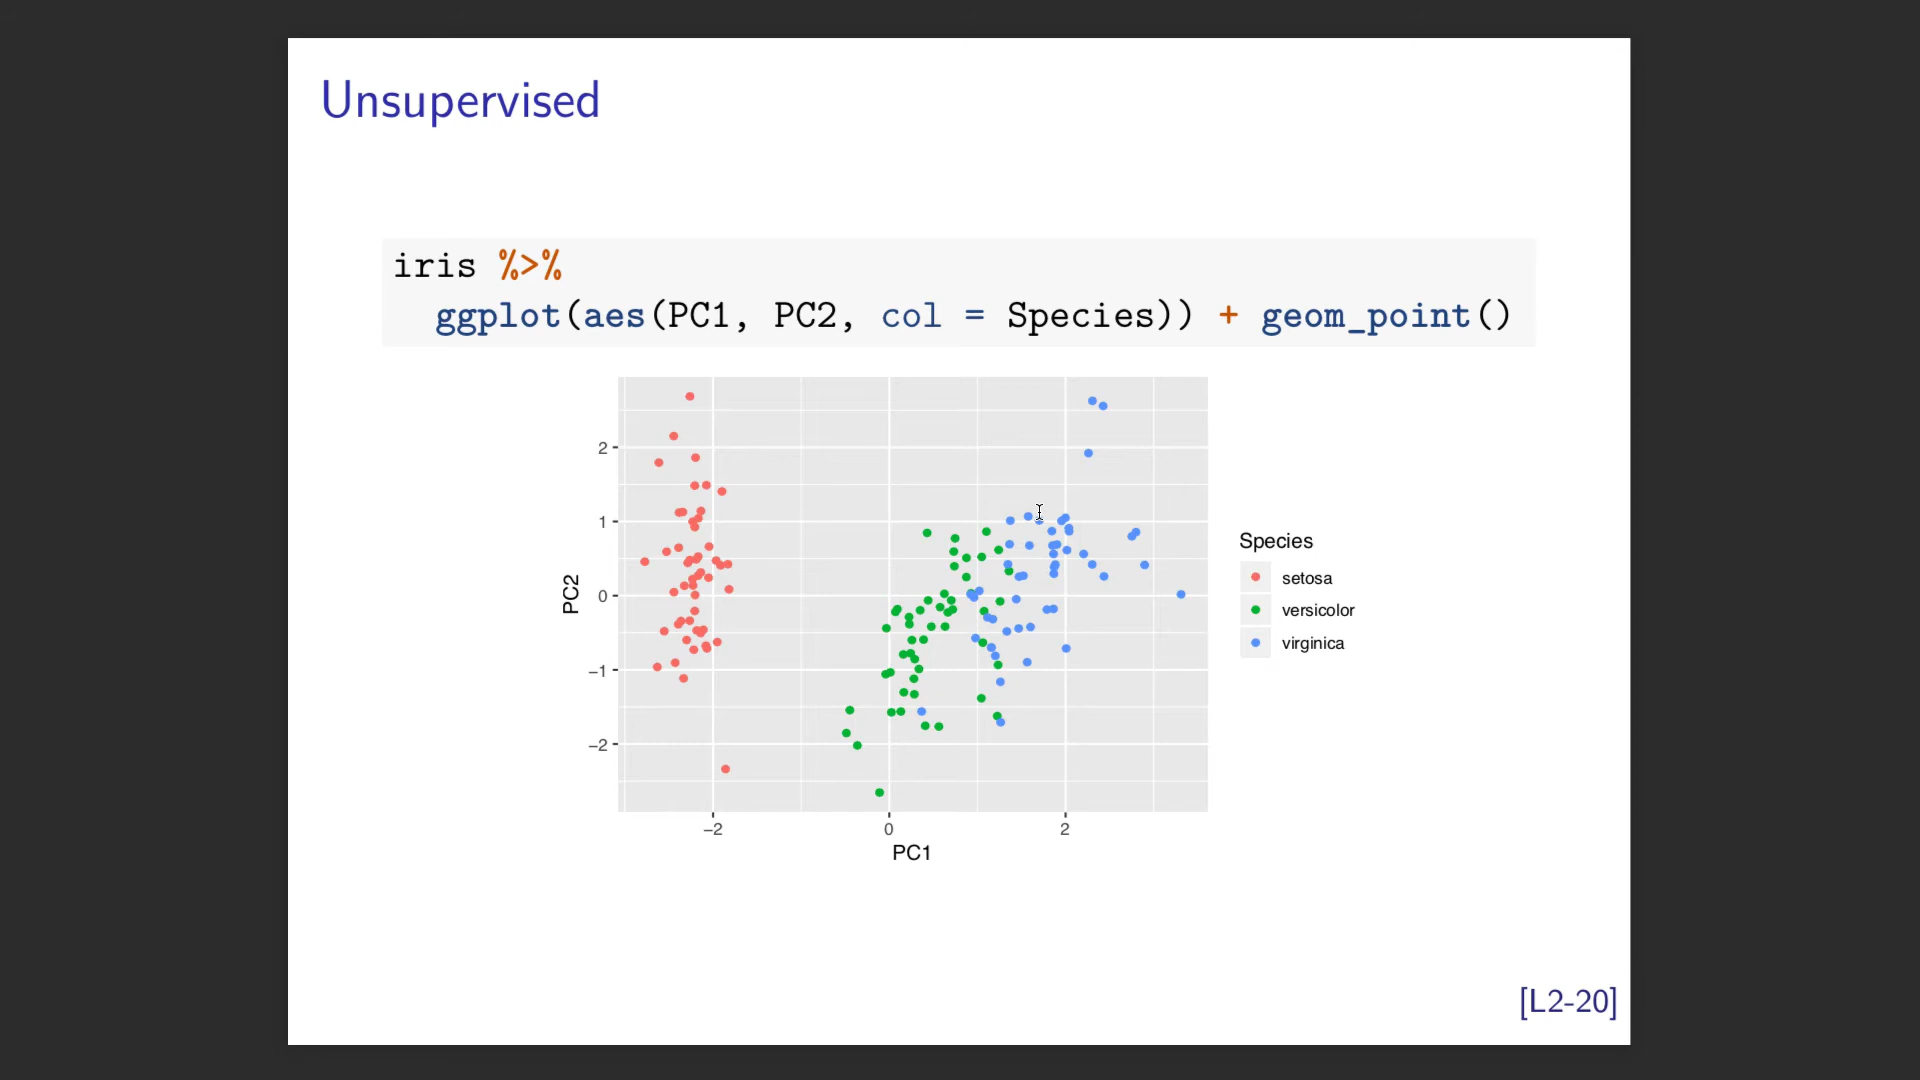 Unsupervised
iris %>%
ggplot(aes(PC1, PC2, col = Species)) + geom_point()
2
1
0
−1
−2
PC2
−2 0 2
PC1
Species
setosa
versicolor
virginica
[L2-20]